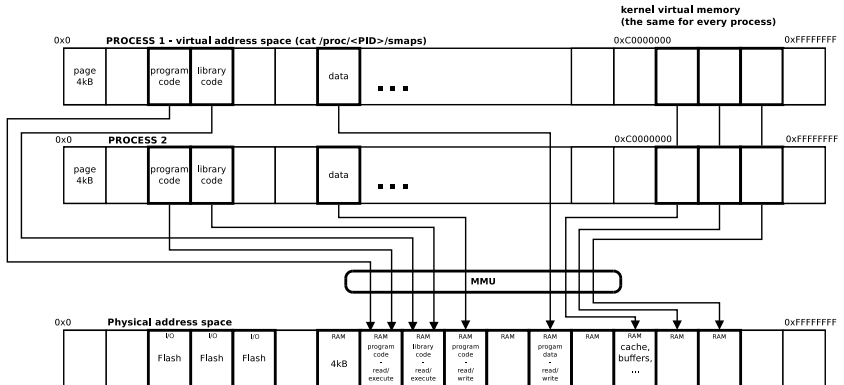 kernel virtual memory
(the same for every process)
0x0
PROCESS 1 - virtual address space (cat /proc/<PID>/smaps)
0xC0000000
0xFFFFFFFF
page
4kB
program
code
library
code
data
0x0
PROCESS 2
0xC0000000
0xFFFFFFFF
page
4kB
program
code
library
code
data
MMU
0x0
Physical address space
0xFFFFFFFF
I/O
Flash
I/O
Flash
I/O
Flash
RAM
4kB
RAM
program
code
-
read/
execute
RAM
library
code
-
read/
execute
RAM
program
code
-
read/
write
RAM
RAM
progam
data
-
read/
write
RAM
RAM
cache,
buffers,
...
RAM
RAM